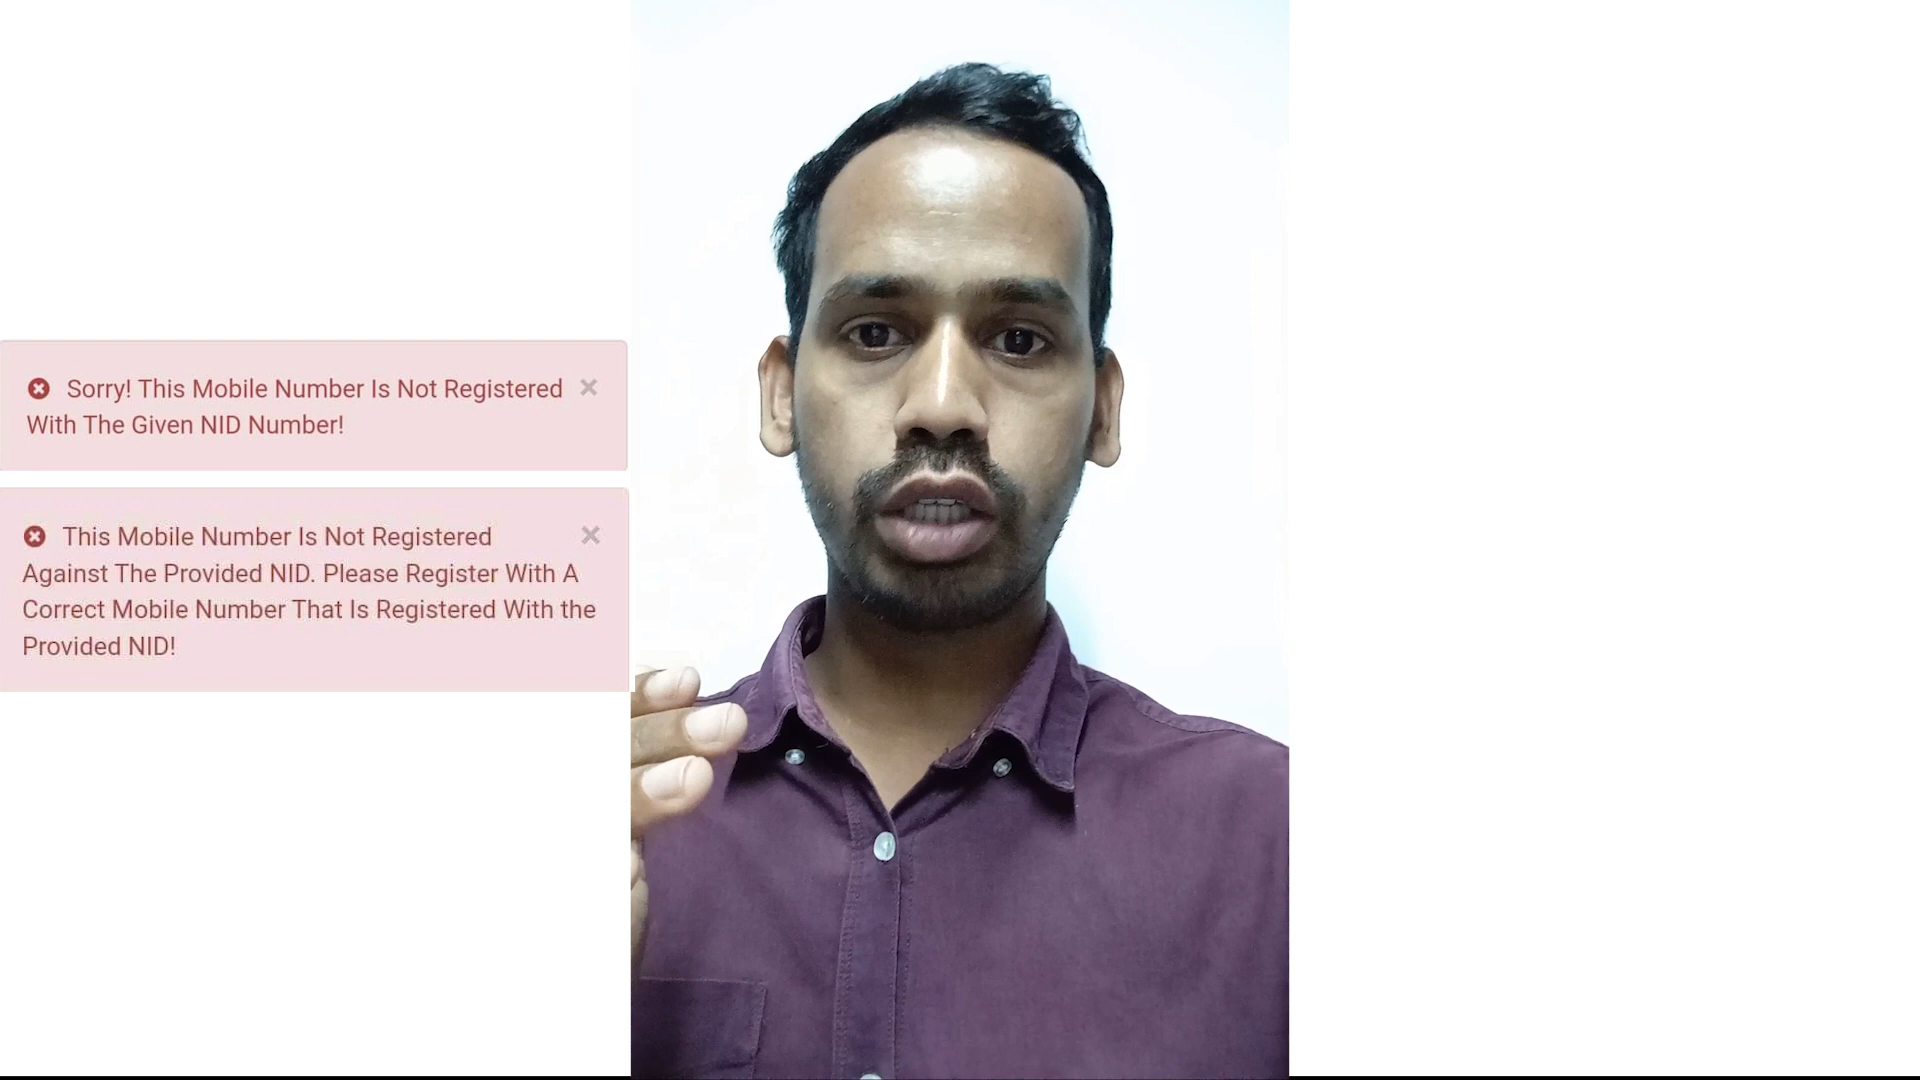 Sorry! This Mobile Number Is Not Registered
With The Given NID Number!
This Mobile Number Is Not Registered
Against The Provided NID. Please Register With A
Correct Mobile Number That Is Registered With the
Provided NID!